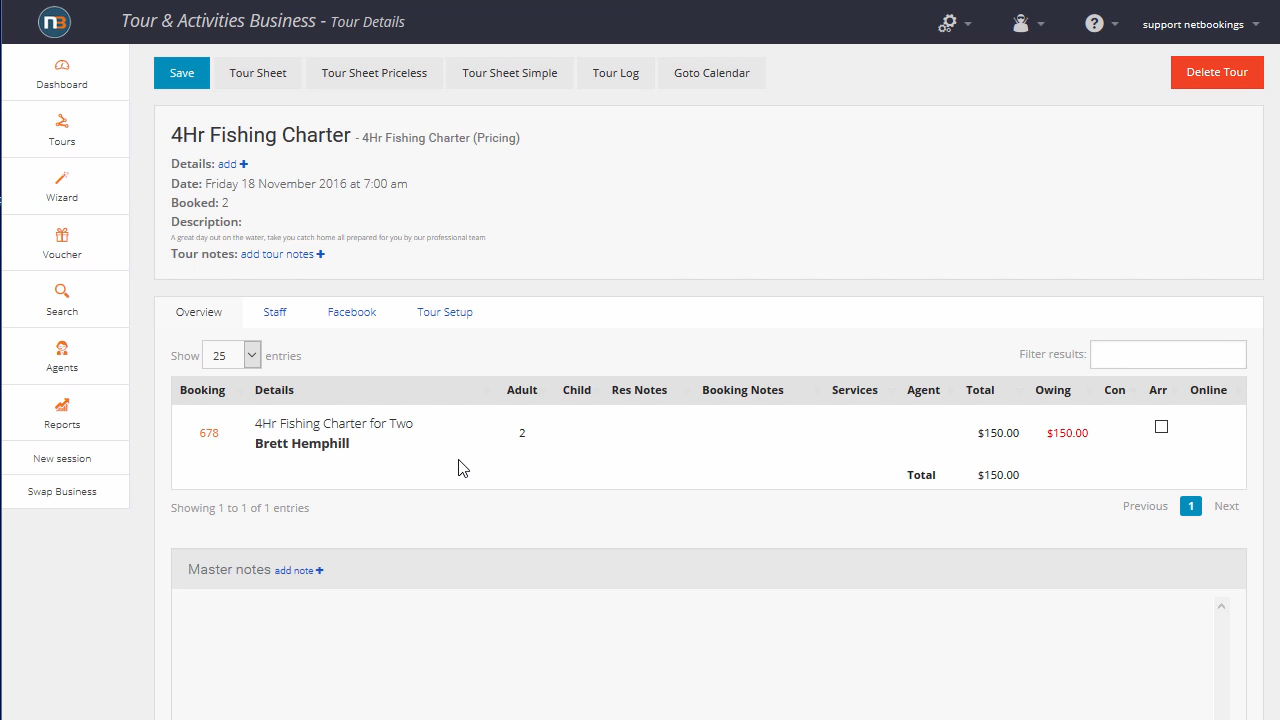 n3 Tour & Activities Business - Tour Details support netbookings
Dashboard
Tours
Wizard
Voucher
Search
Agents
Reports
New session
Swap Business
Save Tour Sheet Tour Sheet Priceless Tour Sheet Simple Tour Log Goto Calendar Delete Tour
4Hr Fishing Charter - 4Hr Fishing Charter (Pricing)
Details: add +
Date: Friday 18 November 2016 at 7:00 am
Booked: 2
Description:
A great day out on the water, take you catch home all prepared for you by our professional team
Tour notes: add tour notes +
Overview Staff Facebook Tour Setup
Show 25 entries Filter results:
Booking Details Adult Child Res Notes Booking Notes Services Agent Total Owing Con Arr Online
678 4Hr Fishing Charter for Two 2 $150.00 $150.00
Brett Hemphill
Total $150.00
Showing 1 to 1 of 1 entries Previous 1 Next
Master notes add note +